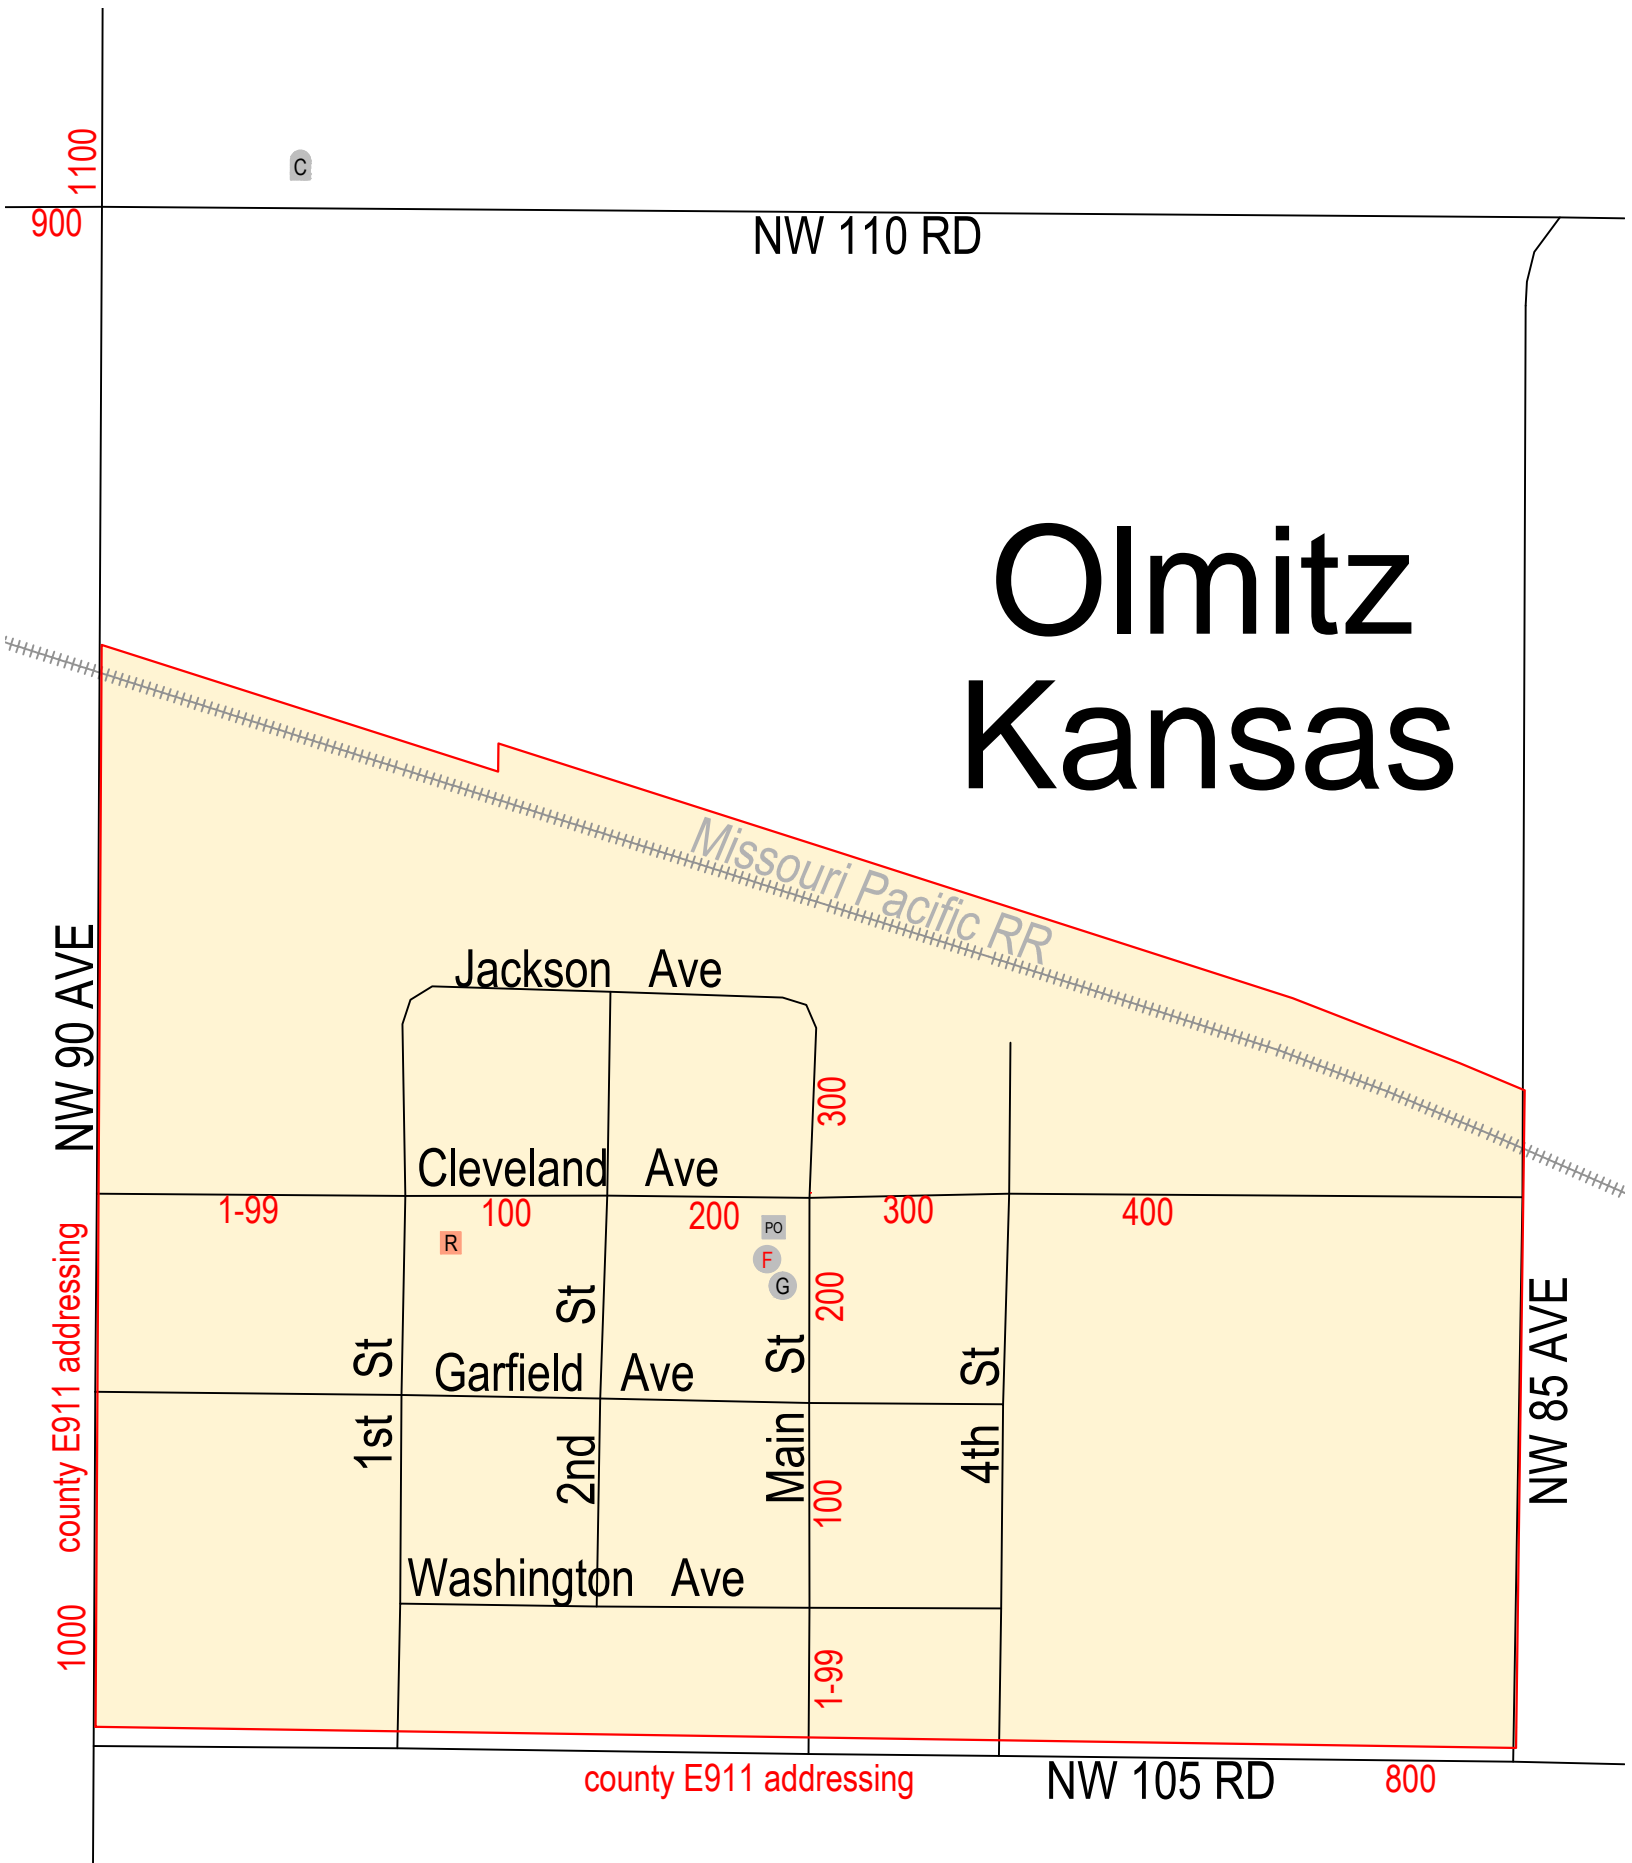 1100
C
900
NW 110 RD
Olmitz
Kansas
Missouri Pacific RR
NW 90 AVE
Jackson Ave
300
Cleveland Ave
1-99
100
200
300
400
county E911 addressing
R
PO
F
G
200
1st St
2nd St
Main St
4th St
Garfield Ave
NW 85 AVE
100
Washington Ave
1000
1-99
county E911 addressing
NW 105 RD
800